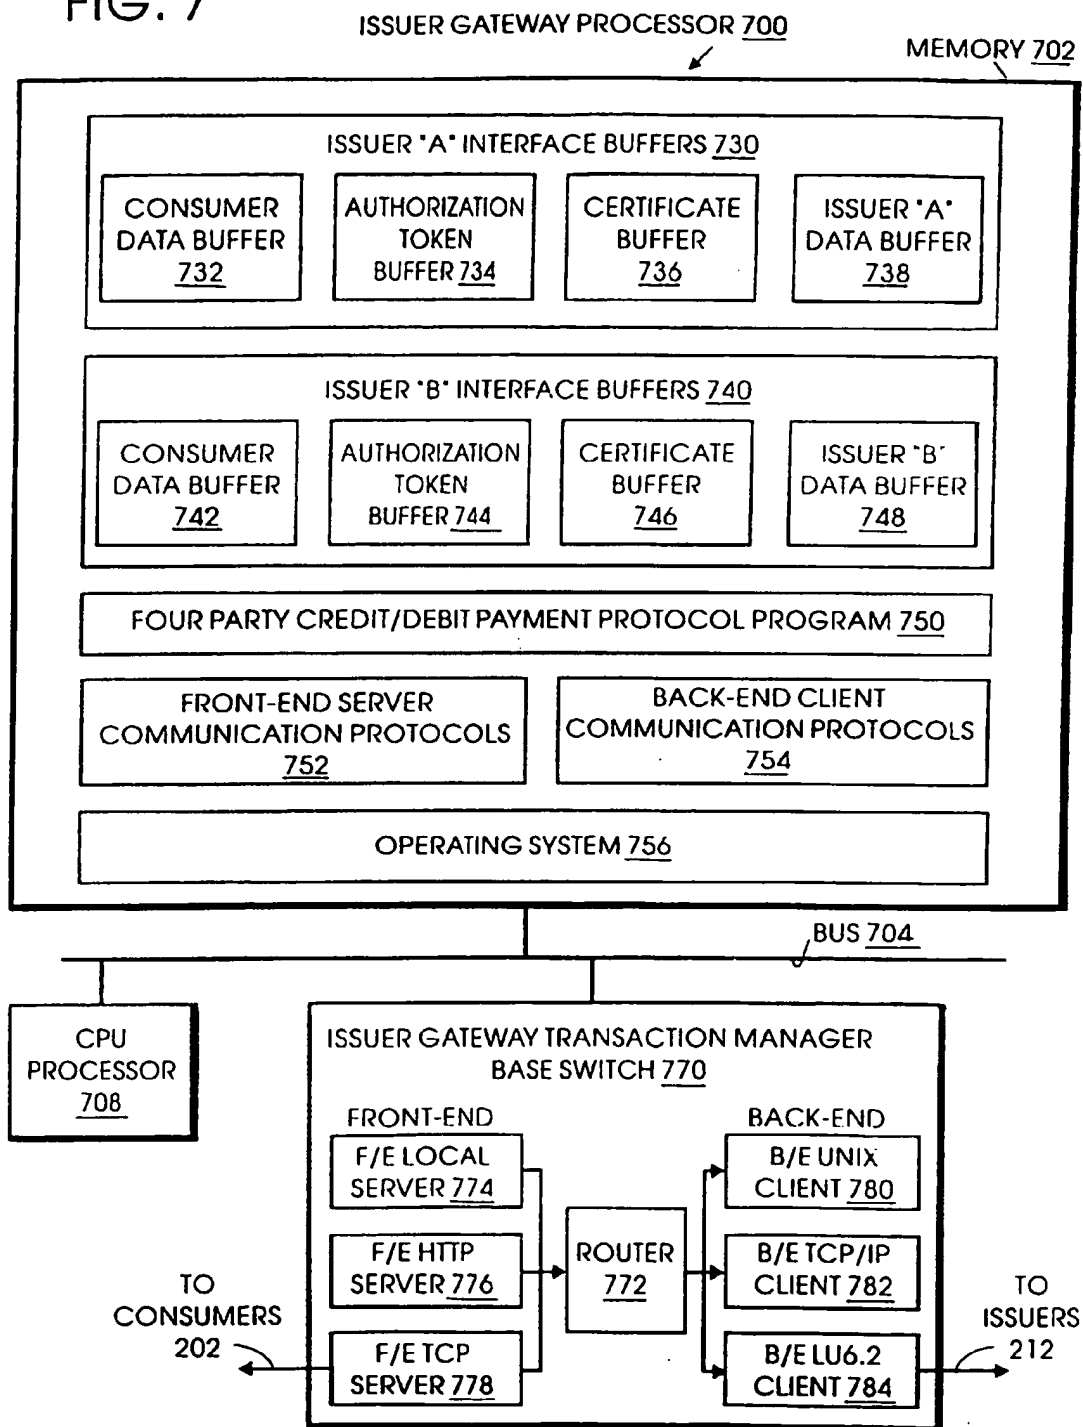 FIG. 7
ISSUER GATEWAY PROCESSOR 700
MEMORY 702
ISSUER "A" INTERFACE BUFFERS 730
CONSUMER
DATA BUFFER
732
AUTHORIZATION
TOKEN
BUFFER 734
CERTIFICATE
BUFFER
736
ISSUER "A"
DATA BUFFER
738
ISSUER "B" INTERFACE BUFFERS 740
CONSUMER
DATA BUFFER
742
AUTHORIZATION
TOKEN
BUFFER 744
CERTIFICATE
BUFFER
746
ISSUER "B"
DATA BUFFER
748
FOUR PARTY CREDIT/DEBIT PAYMENT PROTOCOL PROGRAM 750
FRONT-END SERVER
COMMUNICATION PROTOCOLS
752
BACK-END CLIENT
COMMUNICATION PROTOCOLS
754
OPERATING SYSTEM 756
BUS 704
CPU
PROCESSOR
708
ISSUER GATEWAY TRANSACTION MANAGER
BASE SWITCH 770
FRONT-END
F/E LOCAL
SERVER 774
F/E HTTP
SERVER 776
F/E TCP
SERVER 778
ROUTER
772
BACK-END
B/E UNIX
CLIENT 780
B/E TCP/IP
CLIENT 782
B/E LU6.2
CLIENT 784
TO
CONSUMERS
202
TO
ISSUERS
212